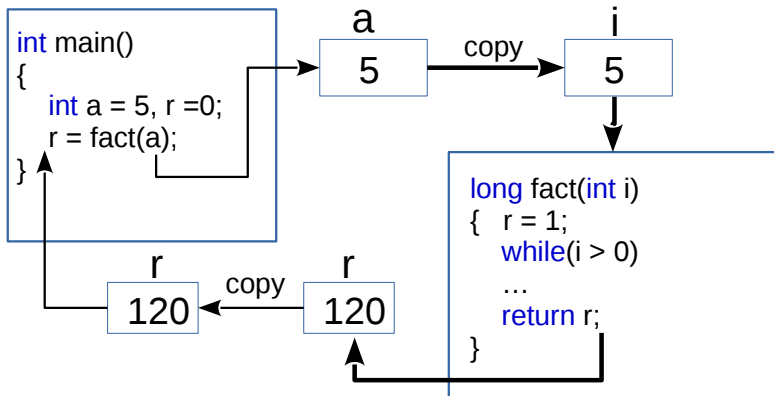 int main()
{
int a = 5, r =0;
r = fact(a);
}
a
5
copy
i
5
long fact(int i)
{ r = 1;
while(i > 0)
...
return r;
}
r
120
copy
r
120